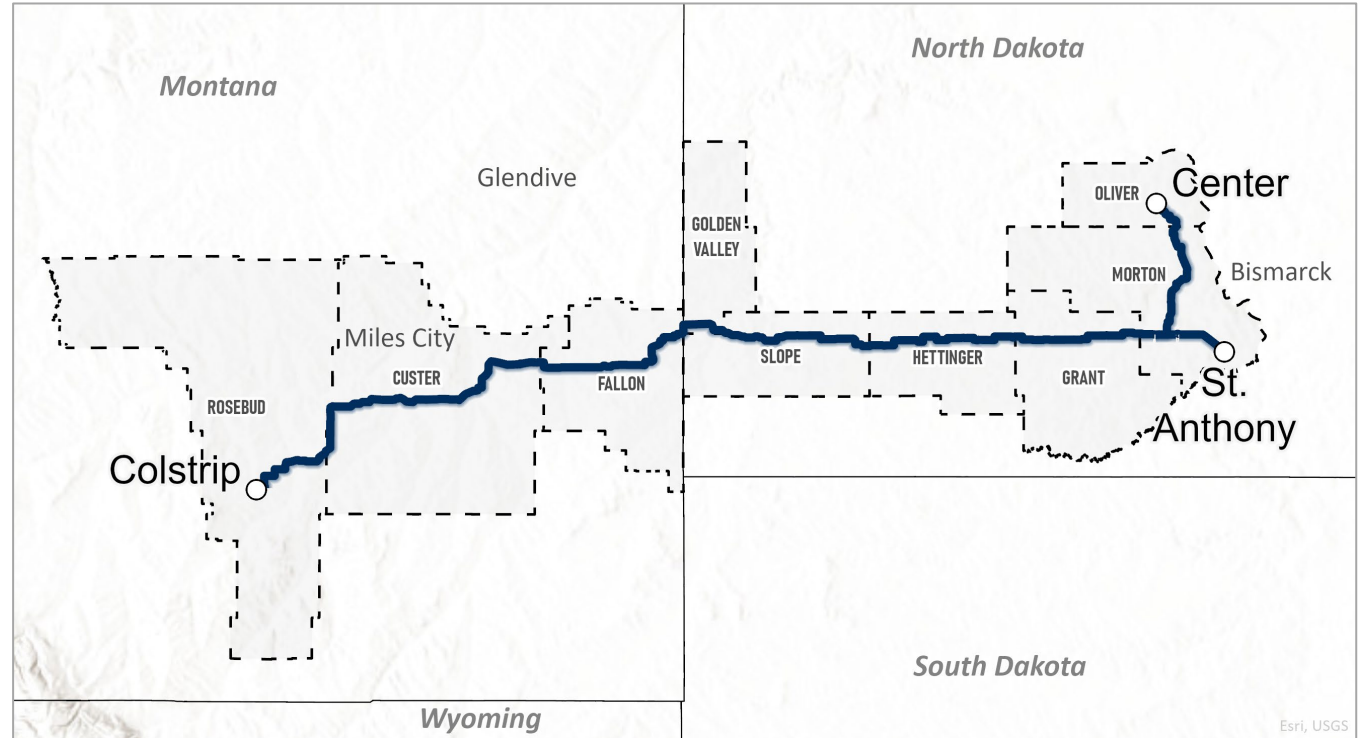 North Dakota
Montana
Glendive
OLIVER
Center
GOLDEN
VALLEY
MORTON
Bismarck
Miles City
SLOPE
HETTINGER
CUSTER
FALLON
GRANT
St.
Anthony
ROSEBUD
Colstrip
South Dakota
Wyoming
Esri, USGS